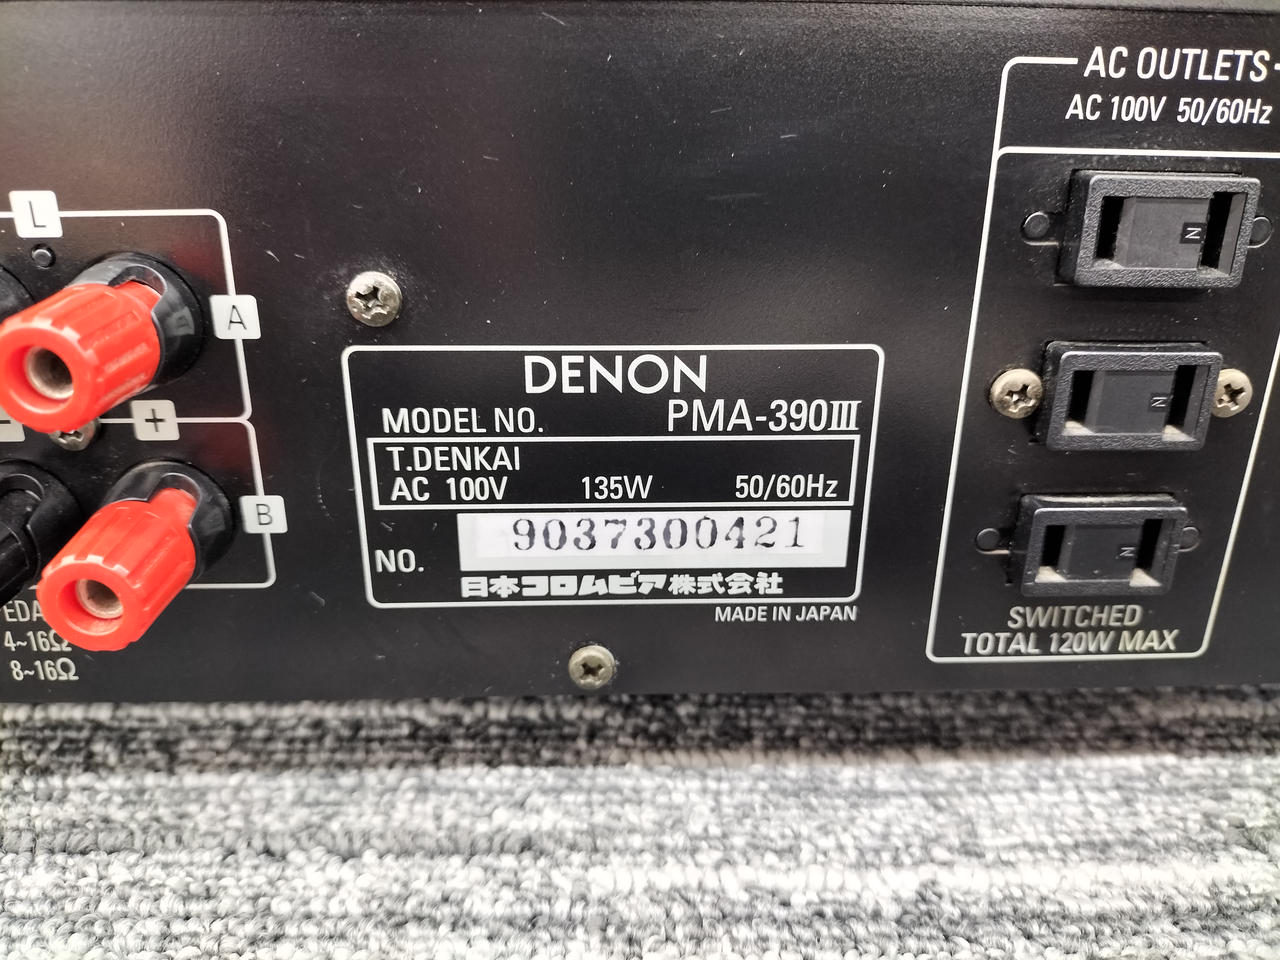 AC OUTLETS
AC 100V 50/60Hz
L
A
N
DENON
MODEL NO. PMA-390III
N
+
T.DENKAI
AC 100V 135W 50/60Hz
B
9037300421
NO.
N
日本コロムビア株式会社
MADE IN JAPAN
SWITCHED
TOTAL 120W MAX
4~16Ω
8~16Ω